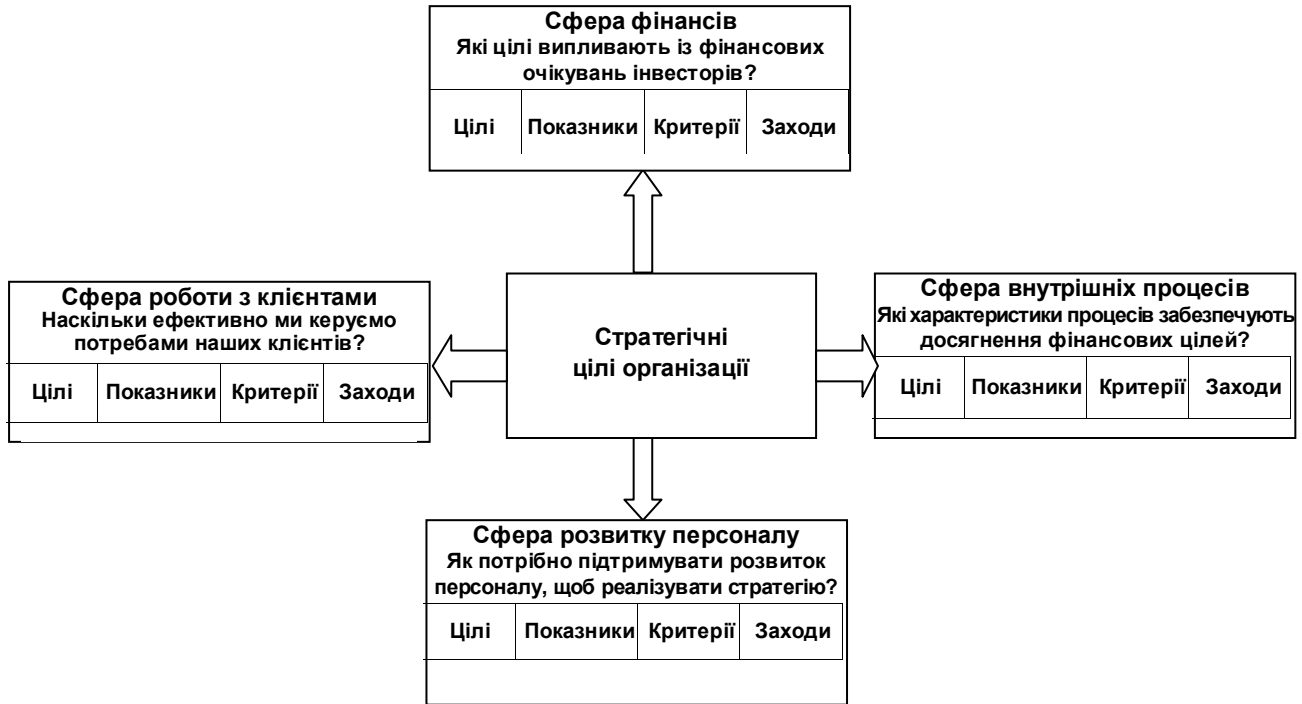 Сфера фінансів
Які цілі випливають із фінансових
очікувань інвесторів?
Цілі Показники Критерії Заходи
Сфера роботи з клієнтами
Наскільки ефективно ми керуємо
потребами наших клієнтів?
Цілі Показники Критерії Заходи
Стратегічні
цілі організації
Сфера внутрішніх процесів
Які характеристики процесів забезпечують
досягнення фінансових цілей?
Цілі Показники Критерії Заходи
Сфера розвитку персоналу
Як потрібно підтримувати розвиток
персоналу, щоб реалізувати стратегію?
Цілі Показники Критерії Заходи